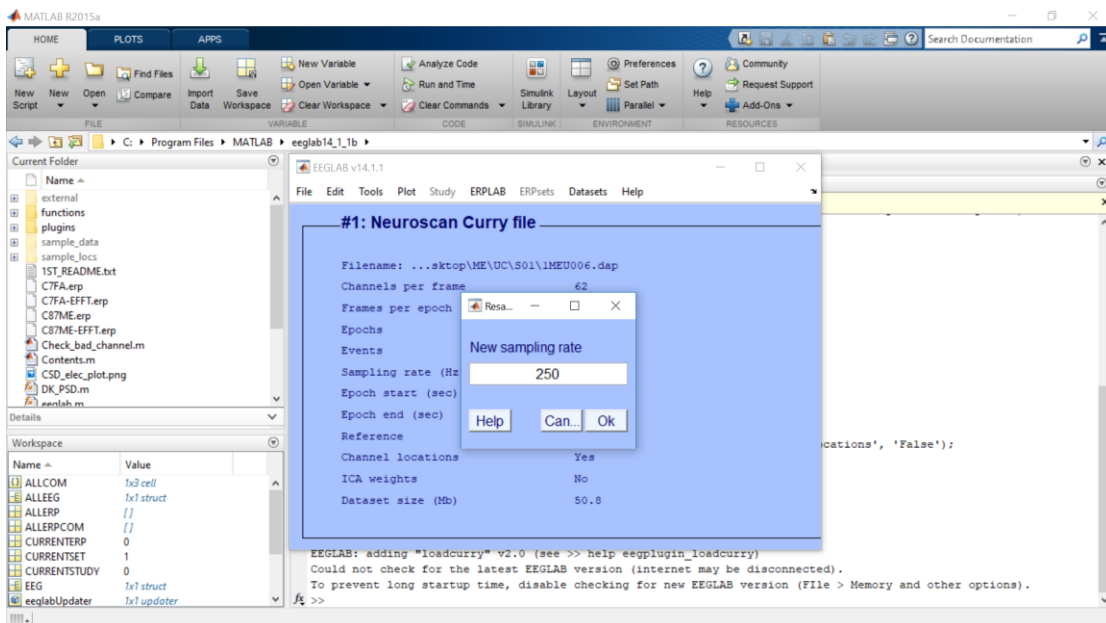 MATLAB R2015a
HOME PLOTS APPS
Search Documentation
New Script
New
Open
Find Files
Compare
Import Data
Save Workspace
New Variable
Open Variable
Clear Workspace
Analyze Code
Run and Time
Clear Commands
Simulink Library
Layout
Preferences
Set Path
Parallel
Help
Community
Request Support
Add-Ons
FILE VARIABLE CODE SIMULINK ENVIRONMENT RESOURCES
C: Program Files MATLAB eeglab14_1_1b
Current Folder
Name
external
functions
plugins
sample_data
sample_locs
1ST_README.txt
C7FA.erp
C7FA-EFFT.erp
C87ME.erp
C87ME-EFFT.erp
Check_bad_channel.m
Contents.m
CSD_elec_plot.png
DK_PSD.m
eeglab.m
Details
Workspace
Name Value
ALLCOM 1x3 cell
ALLEEG 1x1 struct
ALLERP []
ALLERPCOM []
CURRENTERP 0
CURRENTSET 1
CURRENTSTUDY 0
EEG 1x1 struct
eeglabUpdater 1x1 updater
EEGLAB v14.1.1
File Edit Tools Plot Study ERPLAB ERPsets Datasets Help
#1: Neuroscan Curry file
Filename: ...sktop\ME\UC\S01\1MEU006.dap
Channels per frame 62
Frames per epoch
Epochs
Events
Sampling rate (Hz
Epoch start (sec)
Epoch end (sec)
Reference
Channel locations Yes
ICA weights No
Dataset size (Mb) 50.8
Resa...
New sampling rate
250
Help Can... Ok
ocations', 'False');
EEGLAB: adding "loadcurry" v2.0 (see >> help eegplugin_loadcurry)
Could not check for the latest EEGLAB version (internet may be disconnected).
To prevent long startup time, disable checking for new EEGLAB version (FIle > Memory and other options).
fx >>